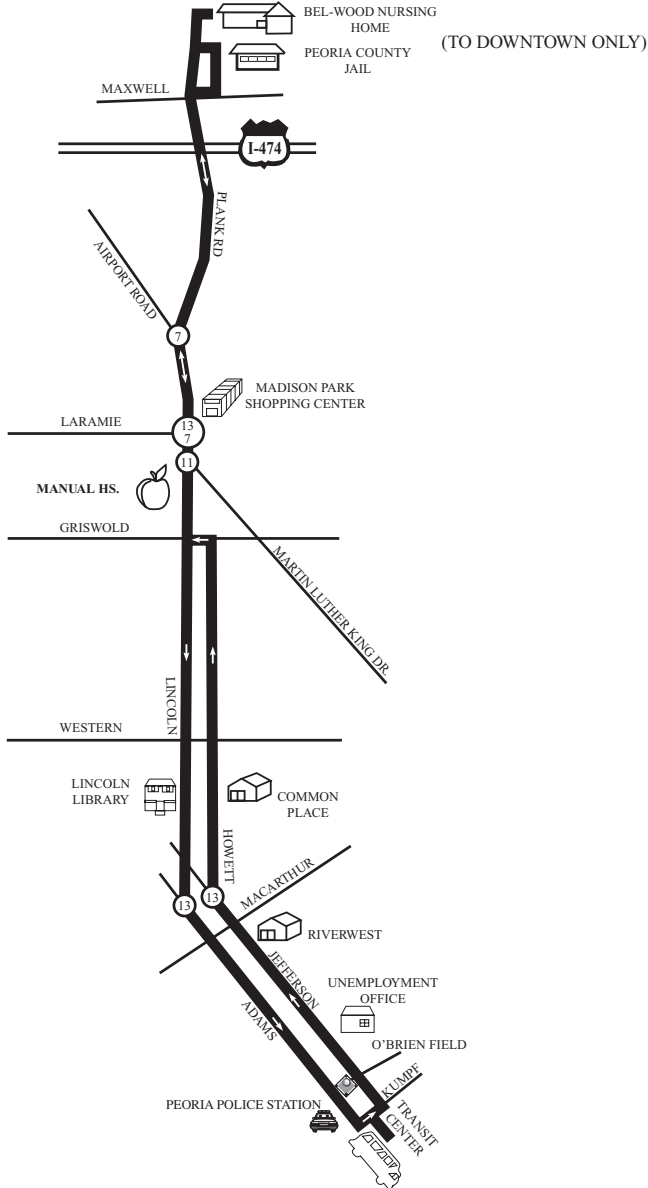 BEL-WOOD NURSING
HOME
(TO DOWNTOWN ONLY)
PEORIA COUNTY
JAIL
MAXWELL
I-474
PLANK RD
AIRPORT ROAD
7
MADISON PARK
SHOPPING CENTER
LARAMIE
13
7
11
MANUAL HS.
GRISWOLD
MARTIN LUTHER KING DR.
LINCOLN
WESTERN
LINCOLN
LIBRARY
COMMON
PLACE
HOWETT
MACARTHUR
13
13
RIVERWEST
JEFFERSON
UNEMPLOYMENT
OFFICE
ADAMS
O'BRIEN FIELD
KUMPF
PEORIA POLICE STATION
TRANSIT
CENTER